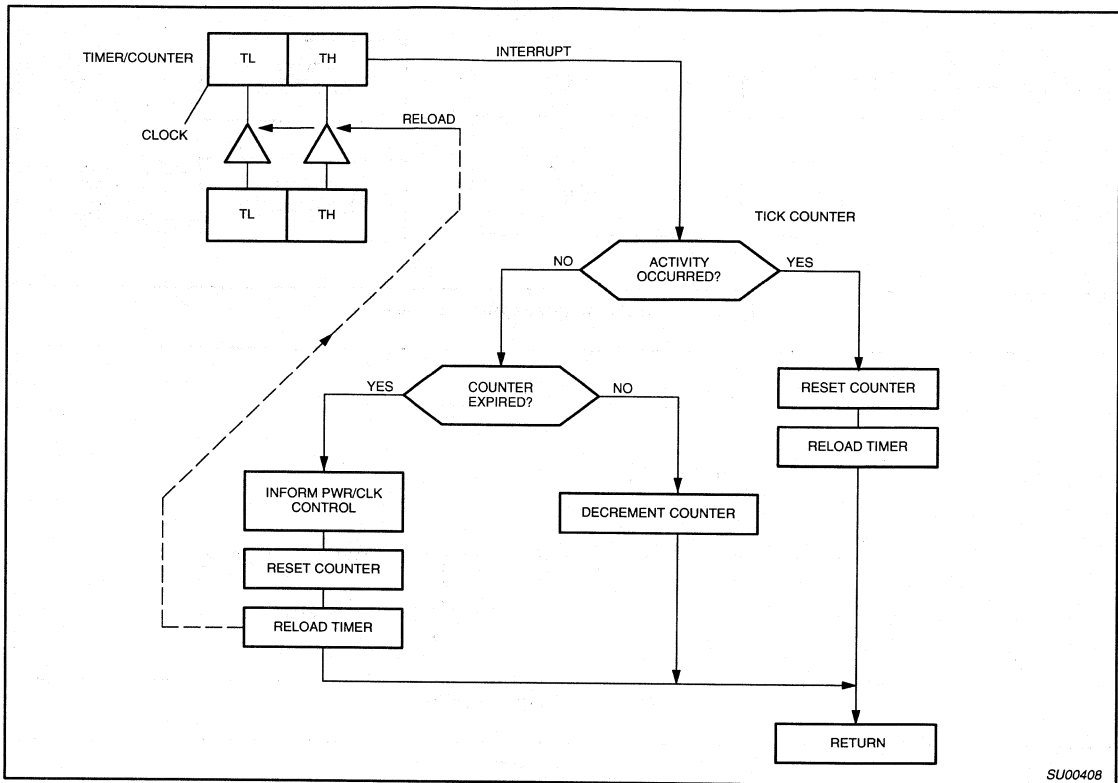 TIMER/COUNTER
TL
TH
INTERRUPT
CLOCK
RELOAD
TL
TH
TICK COUNTER
NO
ACTIVITY
OCCURRED?
YES
YES
COUNTER
EXPIRED?
NO
RESET COUNTER
RELOAD TIMER
INFORM PWR/CLK
CONTROL
DECREMENT COUNTER
RESET COUNTER
RELOAD TIMER
RETURN
SU00408